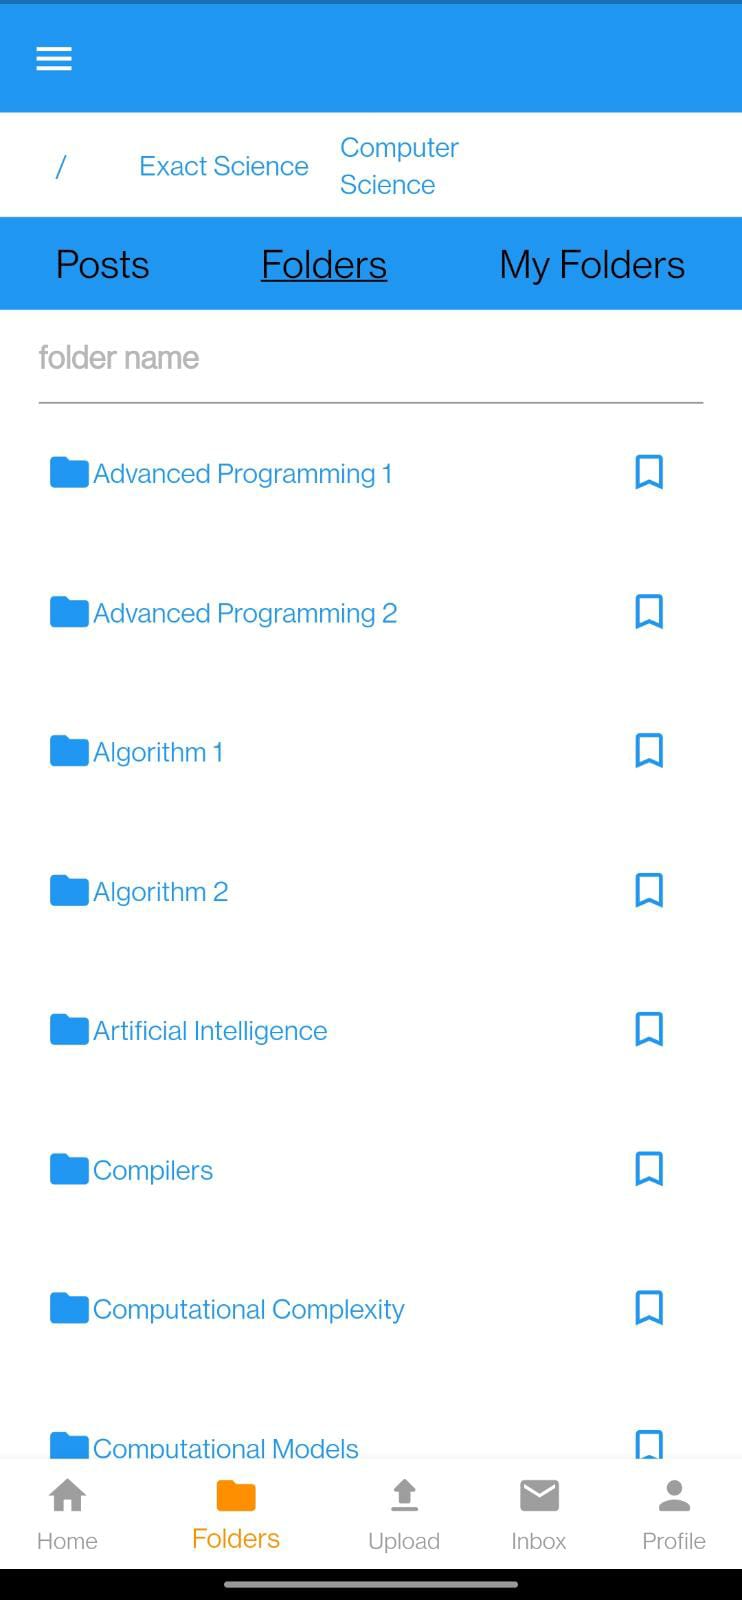 /
Exact Science
Computer
Science
Posts
Folders
My Folders
folder name
Advanced Programming 1
Advanced Programming 2
Algorithm 1
Algorithm 2
Artificial Intelligence
Compilers
Computational Complexity
Computational Models
Home
Folders
Upload
Inbox
Profile